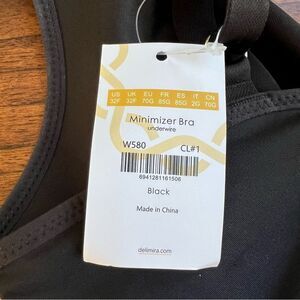 US UK EU FR ES IT CN
32F 32F 70G 85G 85G 2G 70G
Minimizer Bra
underwire
W580 CL#1
6941281161506
Black
Made in China
delimira.com